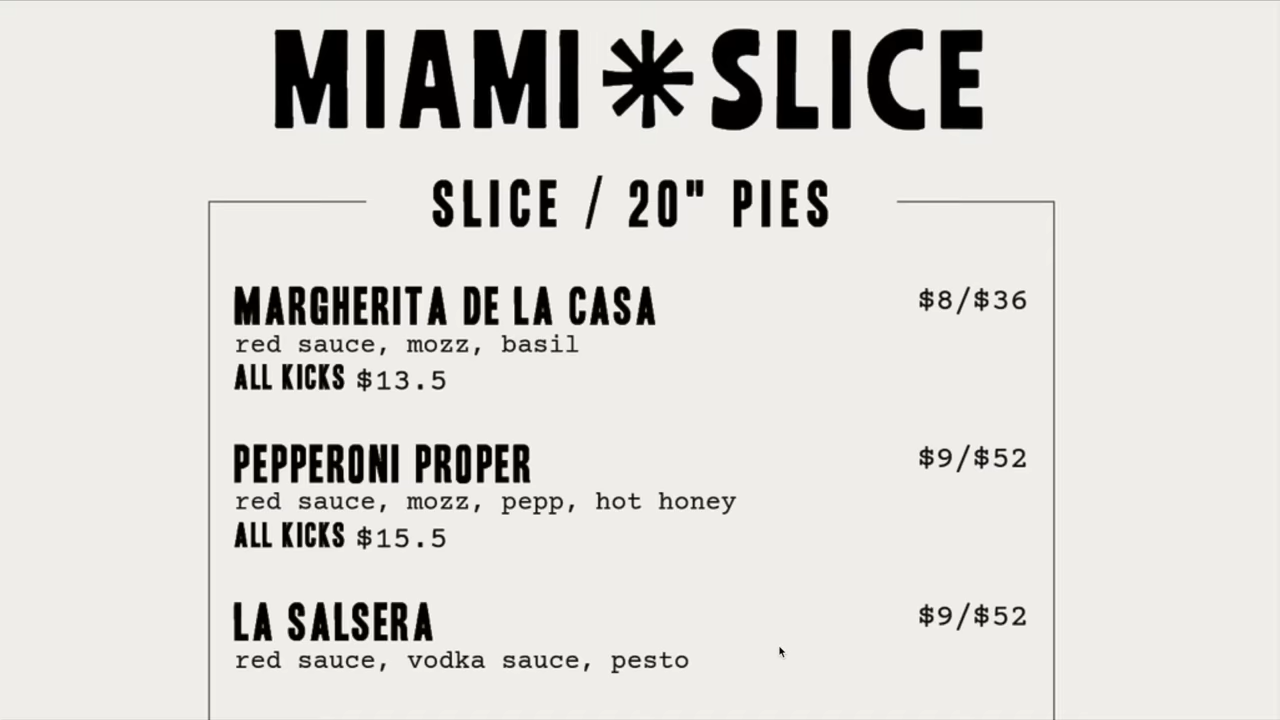 MIAMI✳SLICE
SLICE / 20" PIES
MARGHERITA DE LA CASA $8/$36
red sauce, mozz, basil
ALL KICKS $13.5
PEPPERONI PROPER $9/$52
red sauce, mozz, pepp, hot honey
ALL KICKS $15.5
LA SALSERA $9/$52
red sauce, vodka sauce, pesto